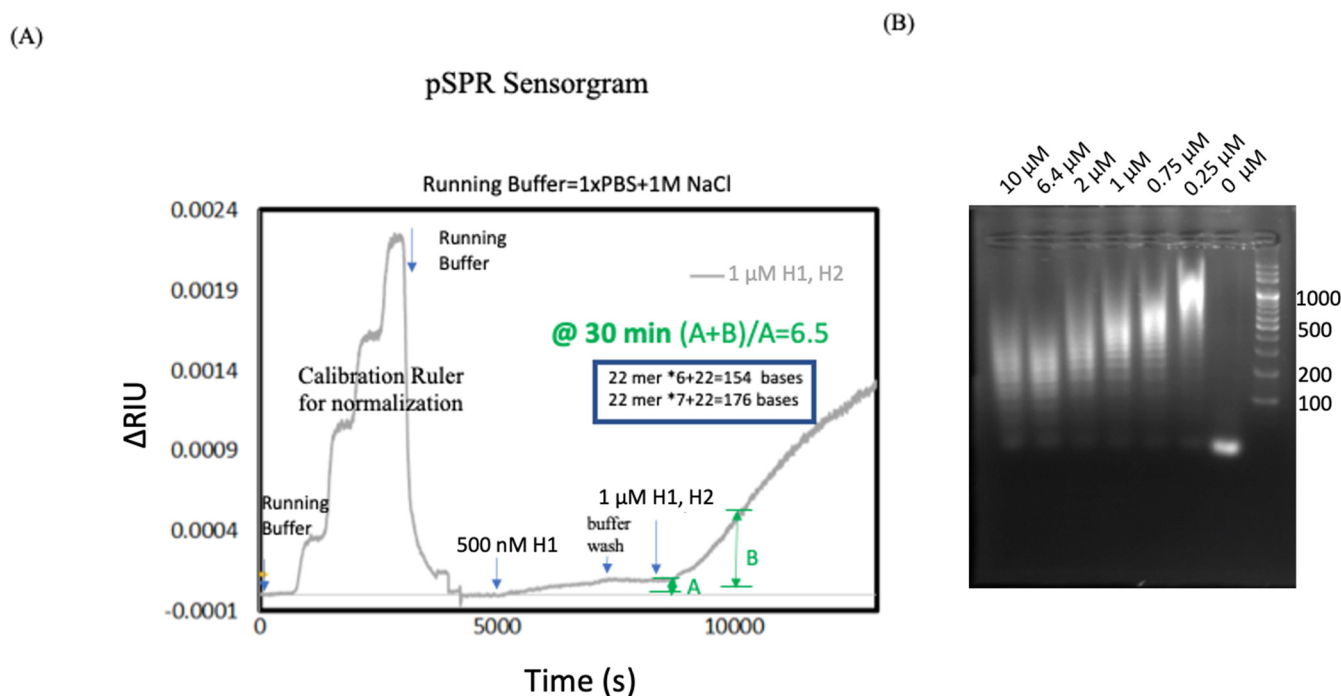 (A)
(B)
pSPR Sensorgram
Running Buffer=1xPBS+1M NaCl
0.0024
0.0019
0.0014
0.0009
0.0004
-0.0001
ΔRIU
Running
Buffer
1 µM H1, H2
@ 30 min (A+B)/A=6.5
22 mer *6+22=154 bases
22 mer *7+22=176 bases
Calibration Ruler
for normalization
Running
Buffer
500 nM H1
buffer
wash
1 µM H1, H2
A
B
0
5000
10000
Time (s)
10 µM
6.4 µM
2 µM
1 µM
0.75 µM
0.25 µM
0 µM
1000
500
200
100